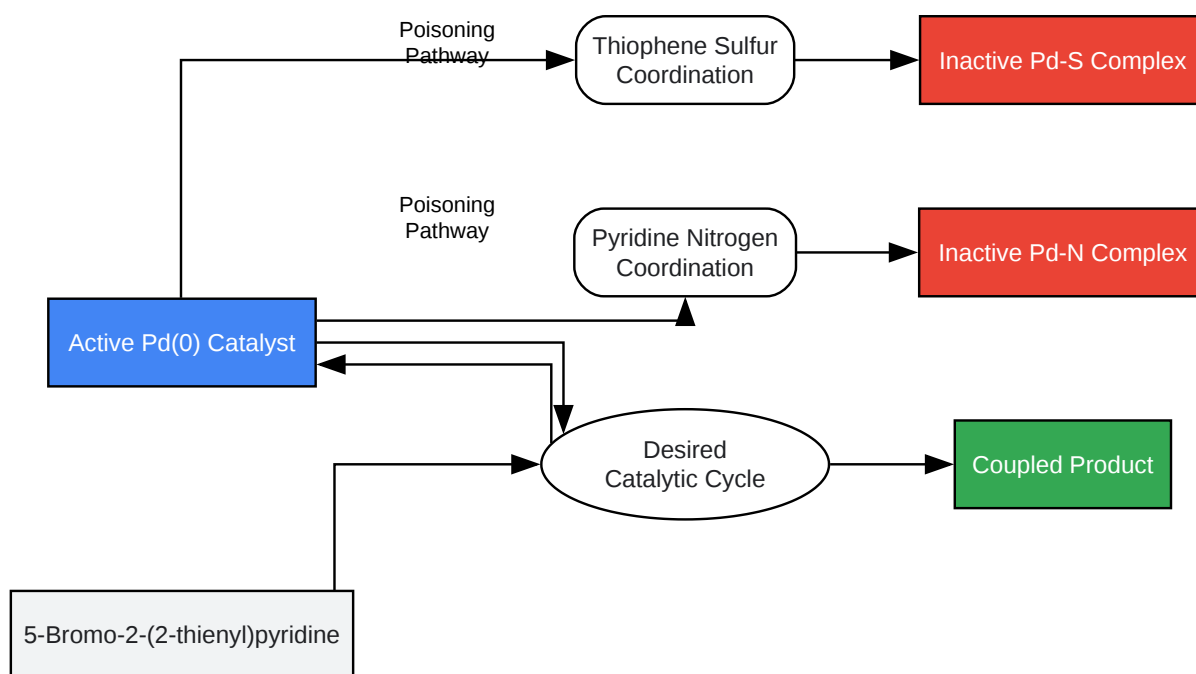 Poisoning
Pathway
Thiophene Sulfur
Coordination
Inactive Pd-S Complex
Poisoning
Pathway
Pyridine Nitrogen
Coordination
Inactive Pd-N Complex
Active Pd(0) Catalyst
Desired
Catalytic Cycle
Coupled Product
5-Bromo-2-(2-thienyl)pyridine